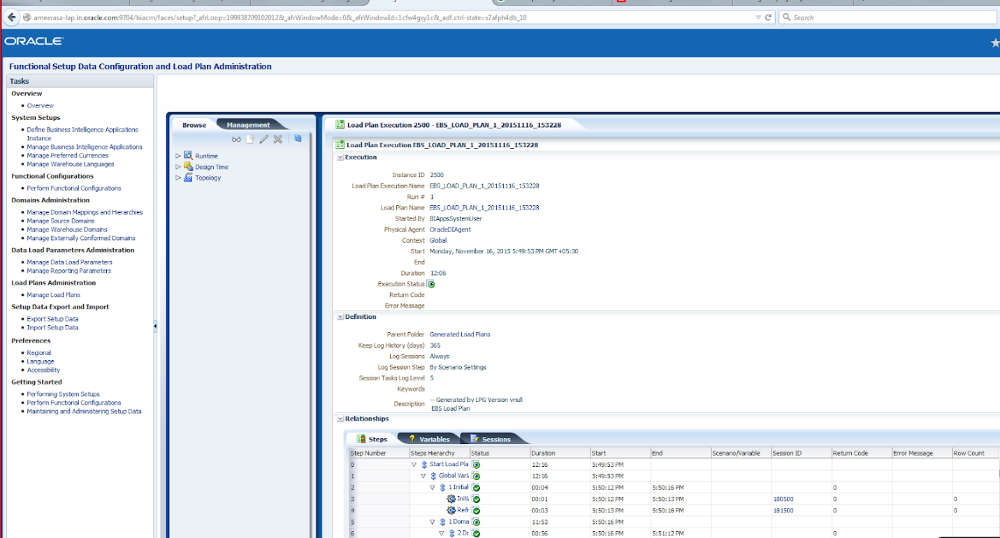 ameerasa-lap.in.oracle.com:9704/biacm/faces/setup?_afrLoop=199838709102012&_afrWindowMode=0&_afrWindowId=1cfw4gxy1c&_adf.ctrl-state=x7afph4db_10
Search
ORACLE
Functional Setup Data Configuration and Load Plan Administration
Tasks
Overview
Overview
System Setups
Define Business Intelligence Applications
Instance
Manage Business Intelligence Applications
Manage Preferred Currencies
Manage Warehouse Languages
Functional Configurations
Perform Functional Configurations
Domains Administration
Manage Domain Mappings and Hierarchies
Manage Source Domains
Manage Warehouse Domains
Manage Externally Conformed Domains
Data Load Parameters Administration
Manage Data Load Parameters
Manage Reporting Parameters
Load Plans Administration
Manage Load Plans
Setup Data Export and Import
Export Setup Data
Import Setup Data
Preferences
Regional
Language
Accessibility
Getting Started
Performing System Setups
Perform Functional Configurations
Maintaining and Administering Setup Data
Browse Management
Runtime
Design Time
Topology
Load Plan Execution 2500 - EBS_LOAD_PLAN_1_20151116_153228
Load Plan Execution EBS_LOAD_PLAN_1_20151116_153228
Execution
Instance ID 2500
Load Plan Execution Name EBS_LOAD_PLAN_1_20151116_153228
Run # 1
Load Plan Name EBS_LOAD_PLAN_1_20151116_153228
Started By BIAppsSystemUser
Physical Agent OracleDIAgent
Context Global
Start Monday, November 16, 2015 5:49:53 PM GMT+05:30
End
Duration 12:06
Execution Status
Return Code
Error Message
Definition
Parent Folder Generated Load Plans
Keep Log History (days) 365
Log Sessions Always
Log Session Step By Scenario Settings
Session Tasks Log Level 5
Keywords
Description -- Generated by LPG Version vnull
EBS Load Plan
Relationships
Steps Variables Sessions
Step Number Steps Hierarchy Status Duration Start End Scenario/Variable Session ID Return Code Error Message Row Count
0 Start Load Pla 12:16 5:49:53 PM
1 Global Vari 12:16 5:49:53 PM
2 1 Initial 00:04 5:50:12 PM 5:50:16 PM 0
3 Initi 00:01 5:50:12 PM 5:50:13 PM 180500 0 0
4 Refr 00:03 5:50:13 PM 5:50:16 PM 181500 0 0
5 1 Doma 11:53 5:50:16 PM
6 2 Dc 00:56 5:50:16 PM 5:51:12 PM 0